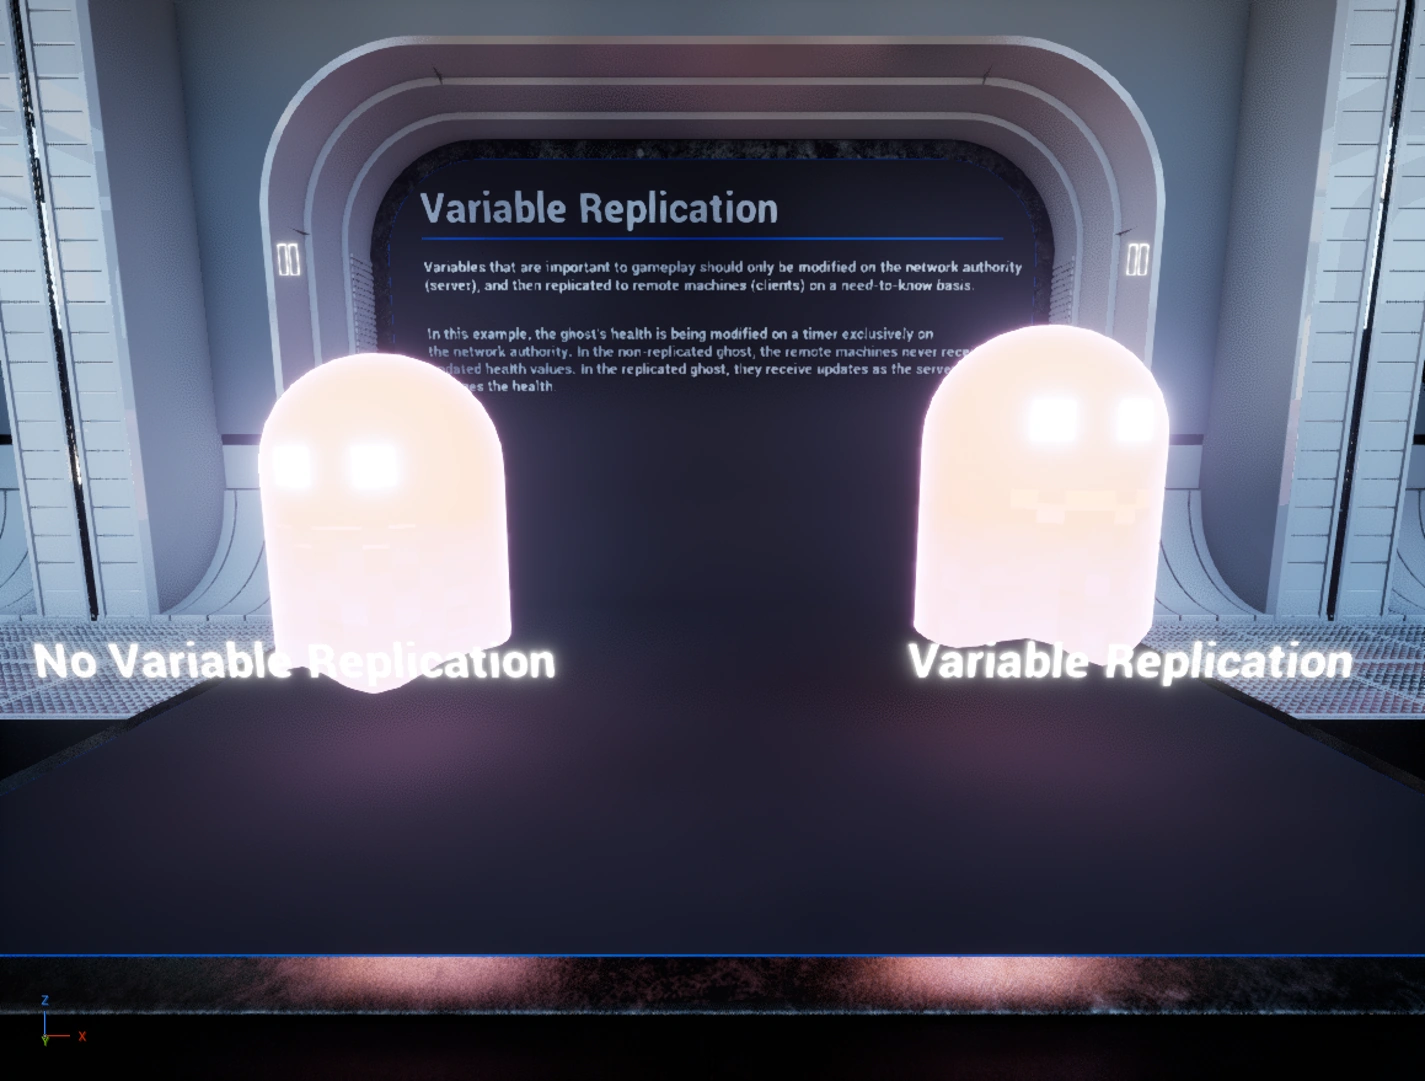 Variable Replication
Variables that are important to gameplay should only be modified on the network authority
(server), and then replicated to remote machines (clients) on a need-to-know basis.
In this example, the ghost's health is being modified on a timer exclusively on
the network authority. In the non-replicated ghost, the remote machines never
health values. In the replicated ghost, they receive updates as the
the health.
No Variable Replication
Variable Replication
Z
X
Y